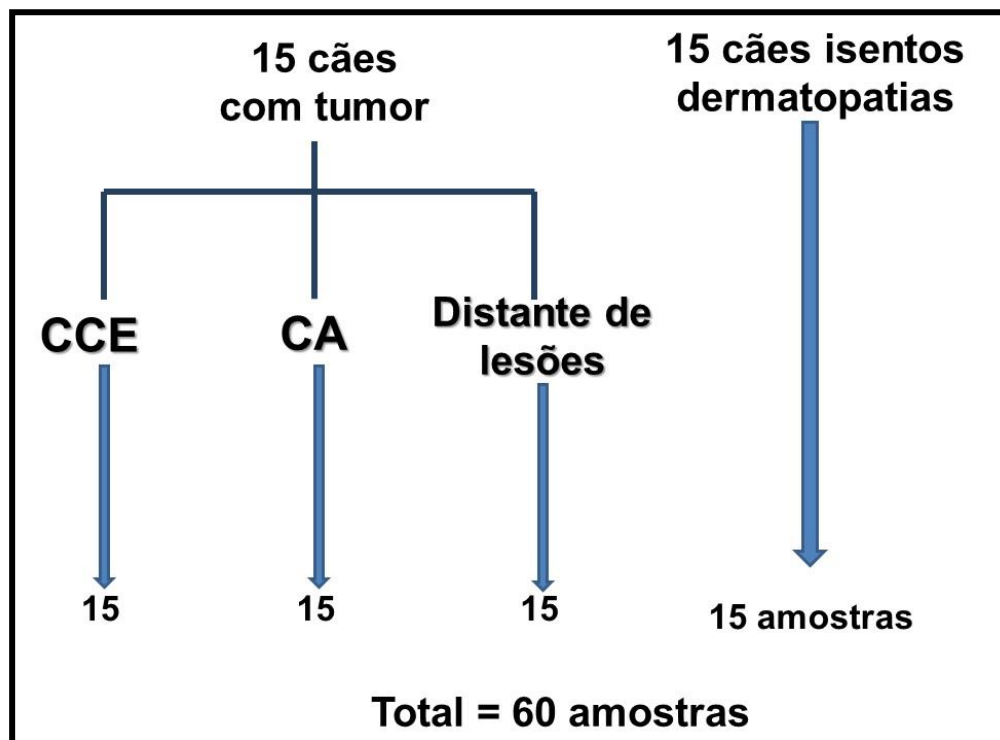 15 cães
com tumor
15 cães isentos
dermatopatias
CCE
CA
Distante de
lesões
15
15
15
15 amostras
Total = 60 amostras